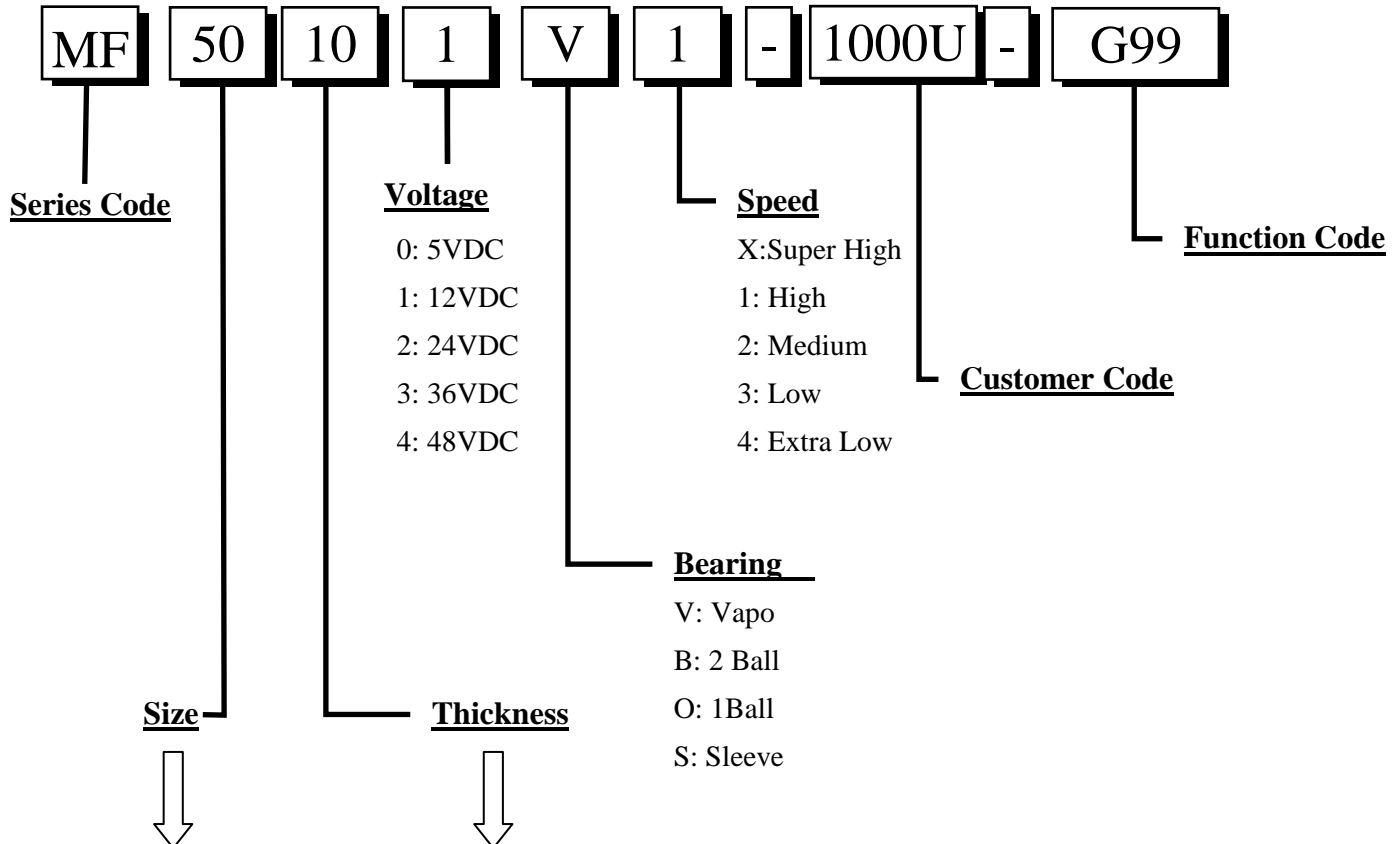 MF 50 10 1 V 1 - 1000U - G99
Series Code
Voltage
0: 5VDC
1: 12VDC
2: 24VDC
3: 36VDC
4: 48VDC
Speed
X:Super High
1: High
2: Medium
3: Low
4: Extra Low
Function Code
Customer Code
Bearing
V: Vapo
B: 2 Ball
O: 1Ball
S: Sleeve
Size
Thickness